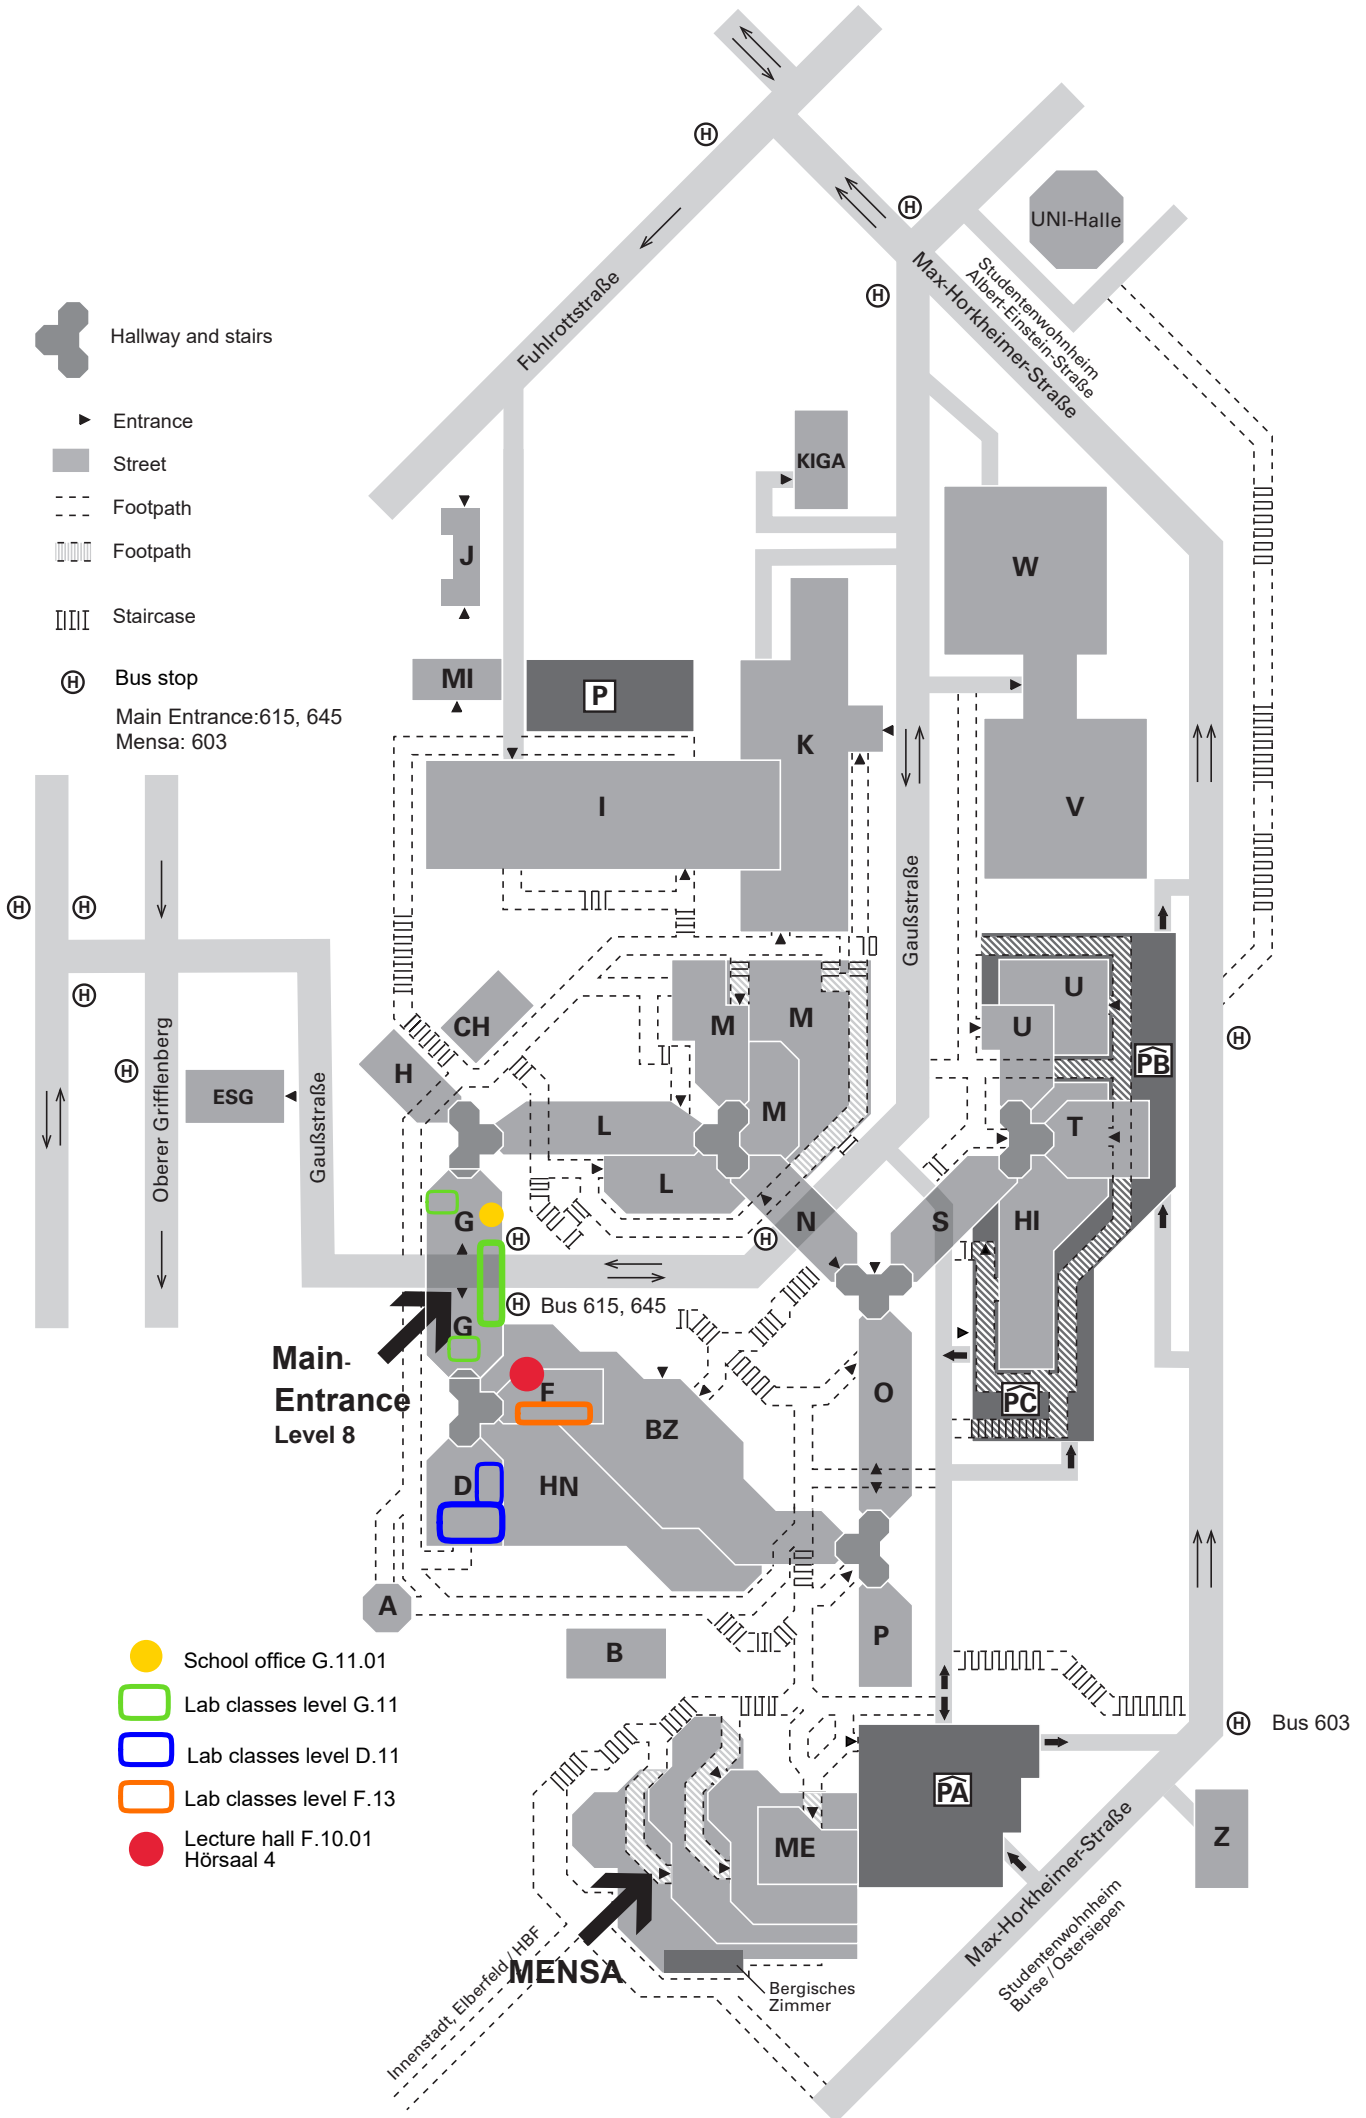 H
H
UNI-Halle
H
Max-Horkheimer-Straße
Studentenwohnheim
Albert-Einstein-Straße
Fuhlrottstraße
Hallway and stairs
Entrance
Street
Footpath
Footpath
Staircase
H Bus stop
Main Entrance:615, 645
Mensa: 603
KIGA
W
J
MI
P
K
I
V
Gaußstraße
H
H
H
H
Oberer Grifflenberg
ESG
Gaußstraße
CH
H
M
M
M
U
U
PB
H
L
L
T
G
H
H
N
S
HI
H Bus 615, 645
G
Main-
Entrance
Level 8
F
BZ
O
PC
D
HN
A
B
P
School office G.11.01
Lab classes level G.11
Lab classes level D.11
Lab classes level F.13
Lecture hall F.10.01
Hörsaal 4
H Bus 603
PA
ME
Z
Max-Horkheimer-Straße
Studentenwohnheim
Burse / Ostersiepen
Innenstadt, Elberfeld / HBF
MENSA
Bergisches
Zimmer